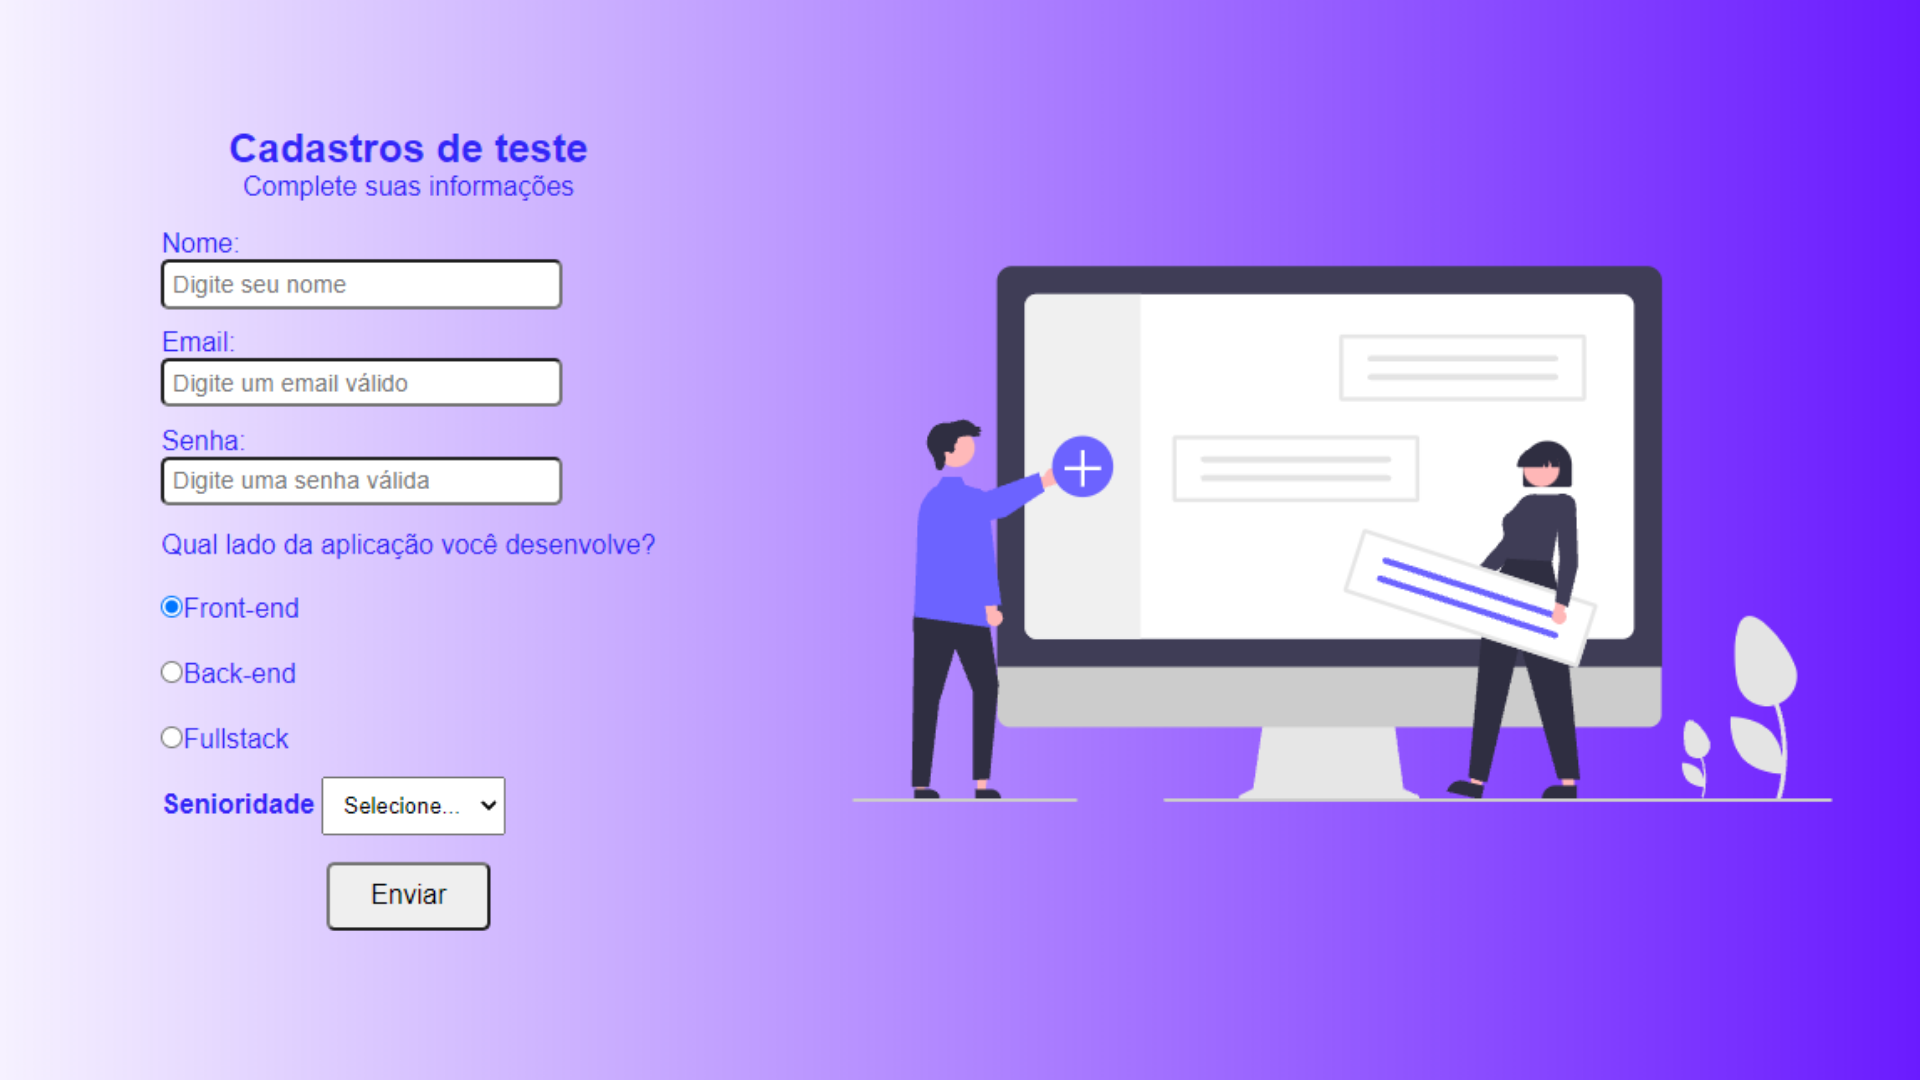 Cadastros de teste
Complete suas informações
Nome:
Digite seu nome
Email:
Digite um email válido
Senha:
Digite uma senha válida
Qual lado da aplicação você desenvolve?
Front-end
Back-end
Fullstack
Senioridade Selecione...
Enviar